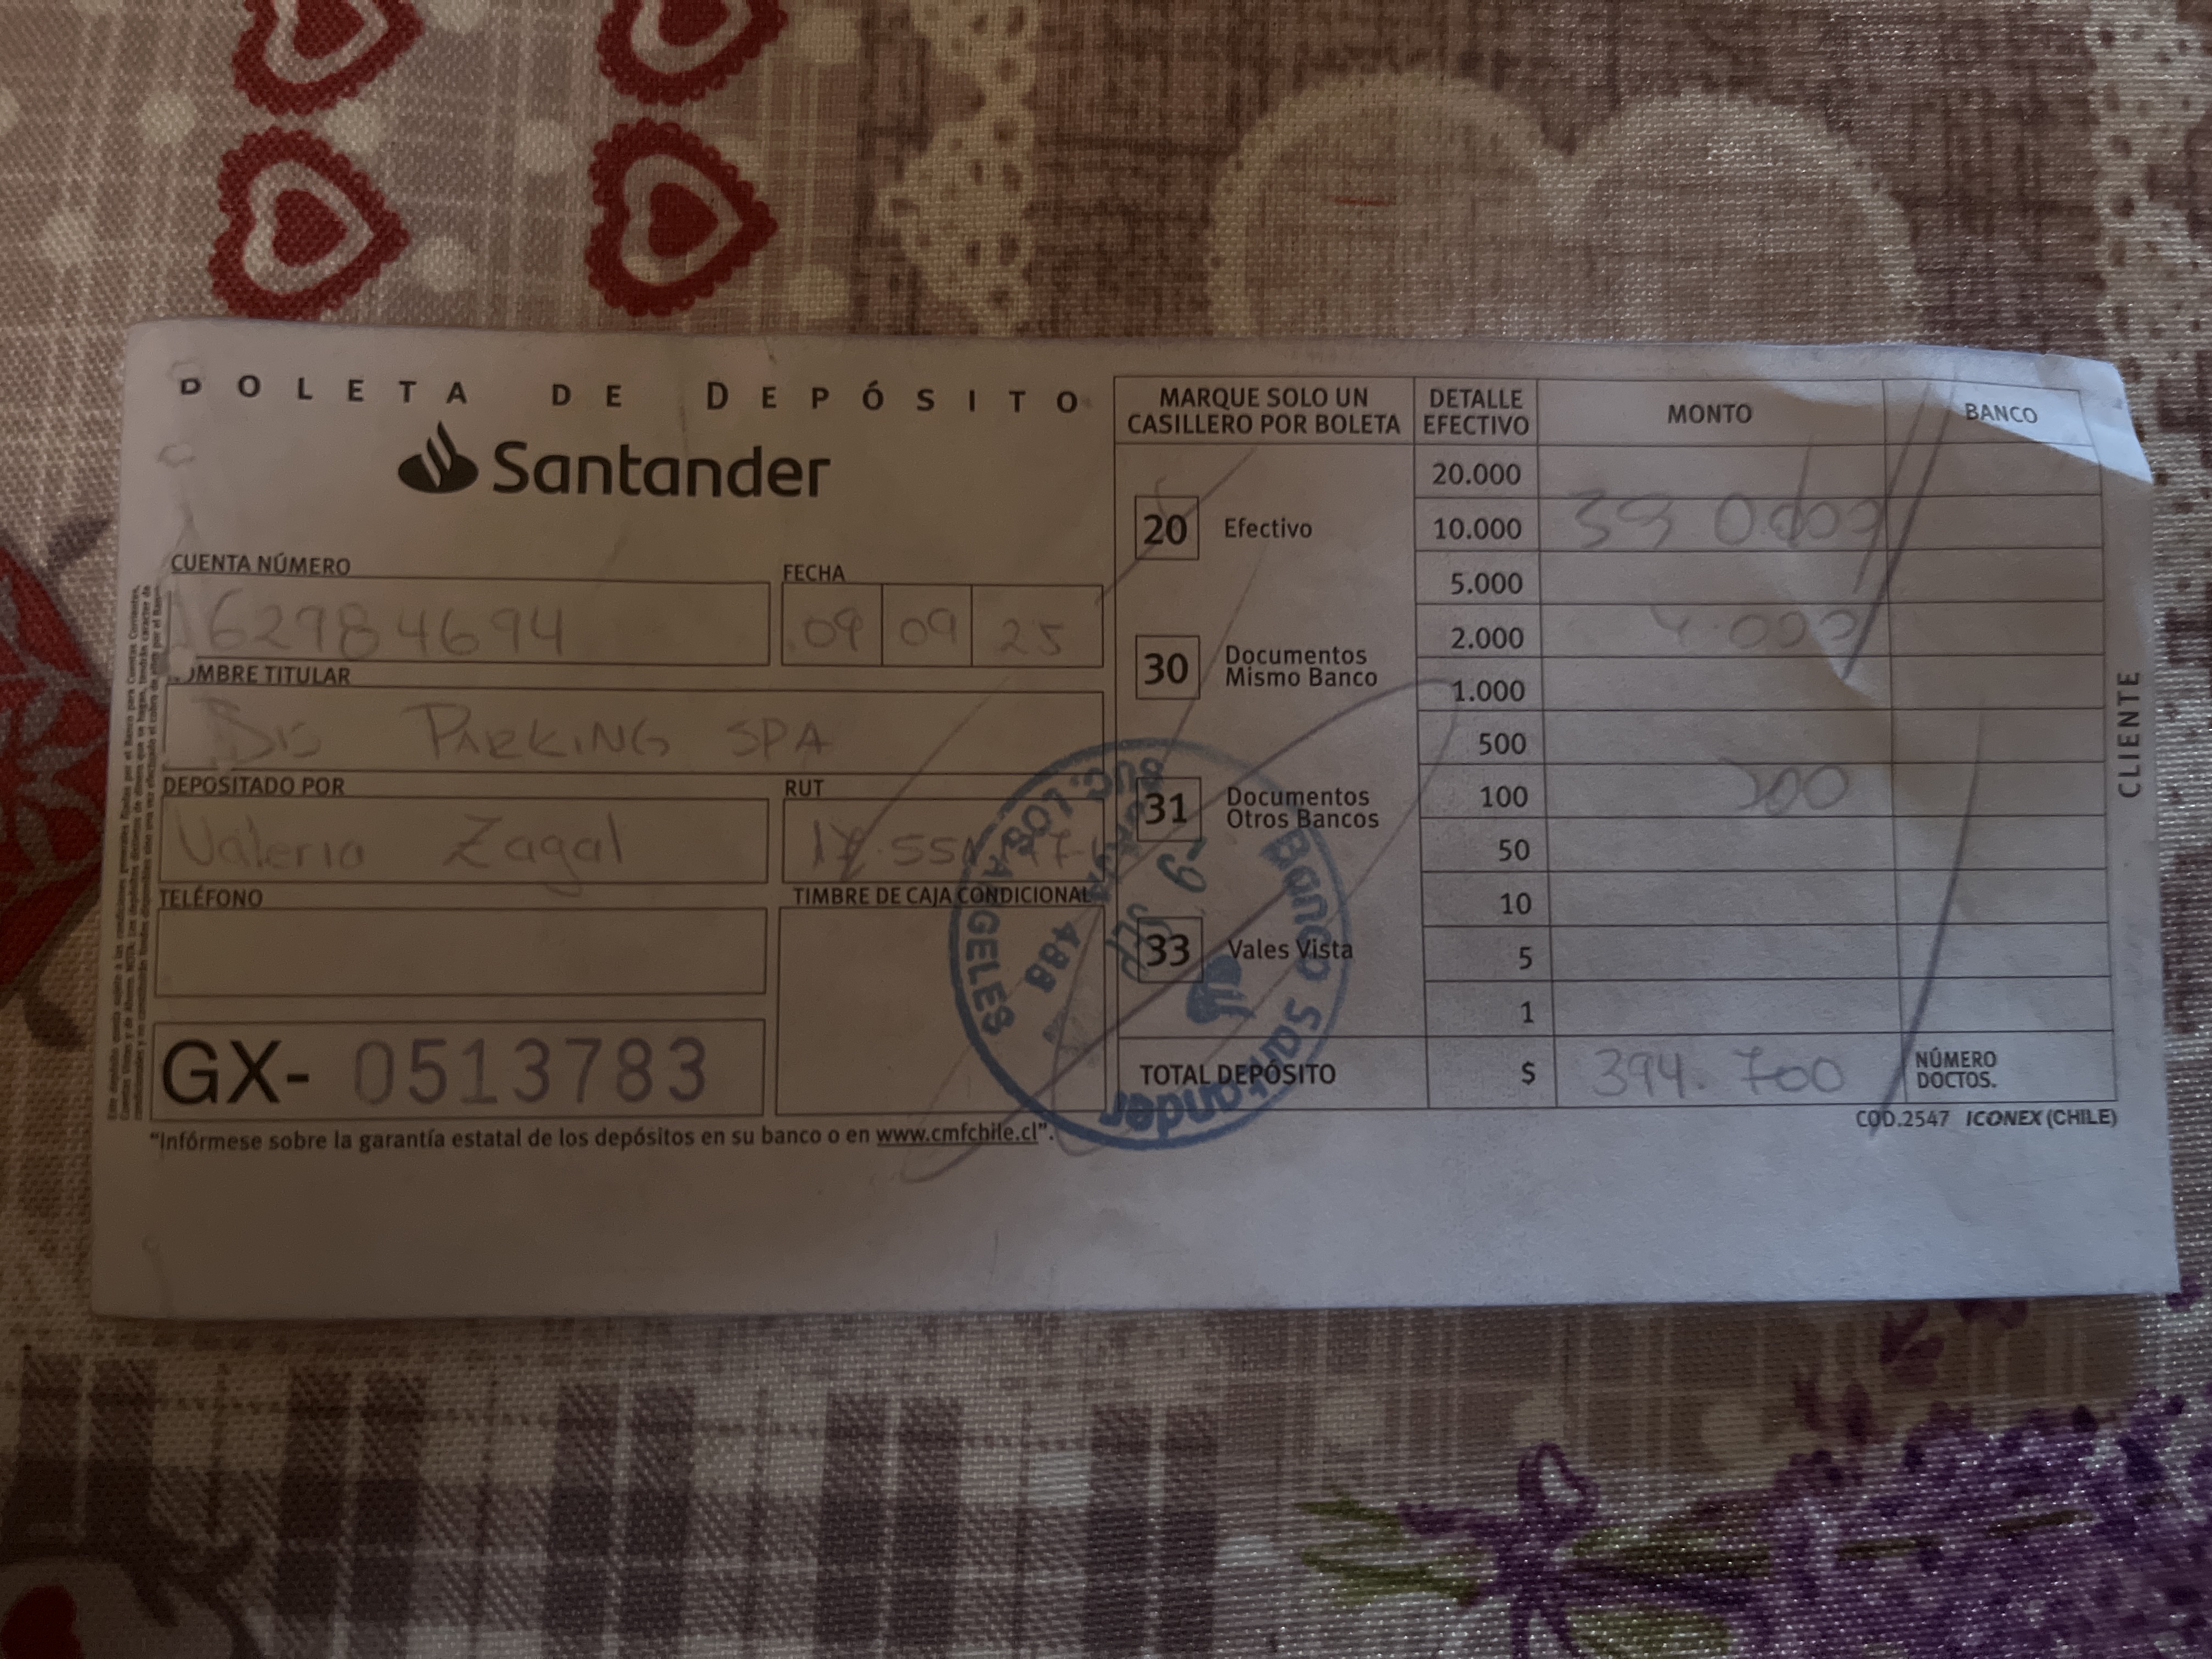 BOLETA DE DEPÓSITO
Santander
CUENTA NÚMERO
62984694
FECHA
09 09 25
NOMBRE TITULAR
PARKING SPA
DEPOSITADO POR
Valeria Zagal
RUT
TELÉFONO
TIMBRE DE CAJA CONDICIONAL
GX- 0513783
"Infórmese sobre la garantía estatal de los depósitos en su banco o en www.cmfchile.cl".
MARQUE SOLO UN
CASILLERO POR BOLETA
20 Efectivo
30 Documentos
Mismo Banco
31 Documentos
Otros Bancos
33 Vales Vista
DETALLE
EFECTIVO
MONTO
BANCO
20.000
10.000 390.000
5.000
2.000 4.000
1.000
500
100 700
50
10
5
1
TOTAL DEPÓSITO $ 394.700
NÚMERO
DOCTOS.
COD.2547 ICONEX (CHILE)
CLIENTE
Banco Santander
SUC. LOS ANGELES
488
-9 SEP